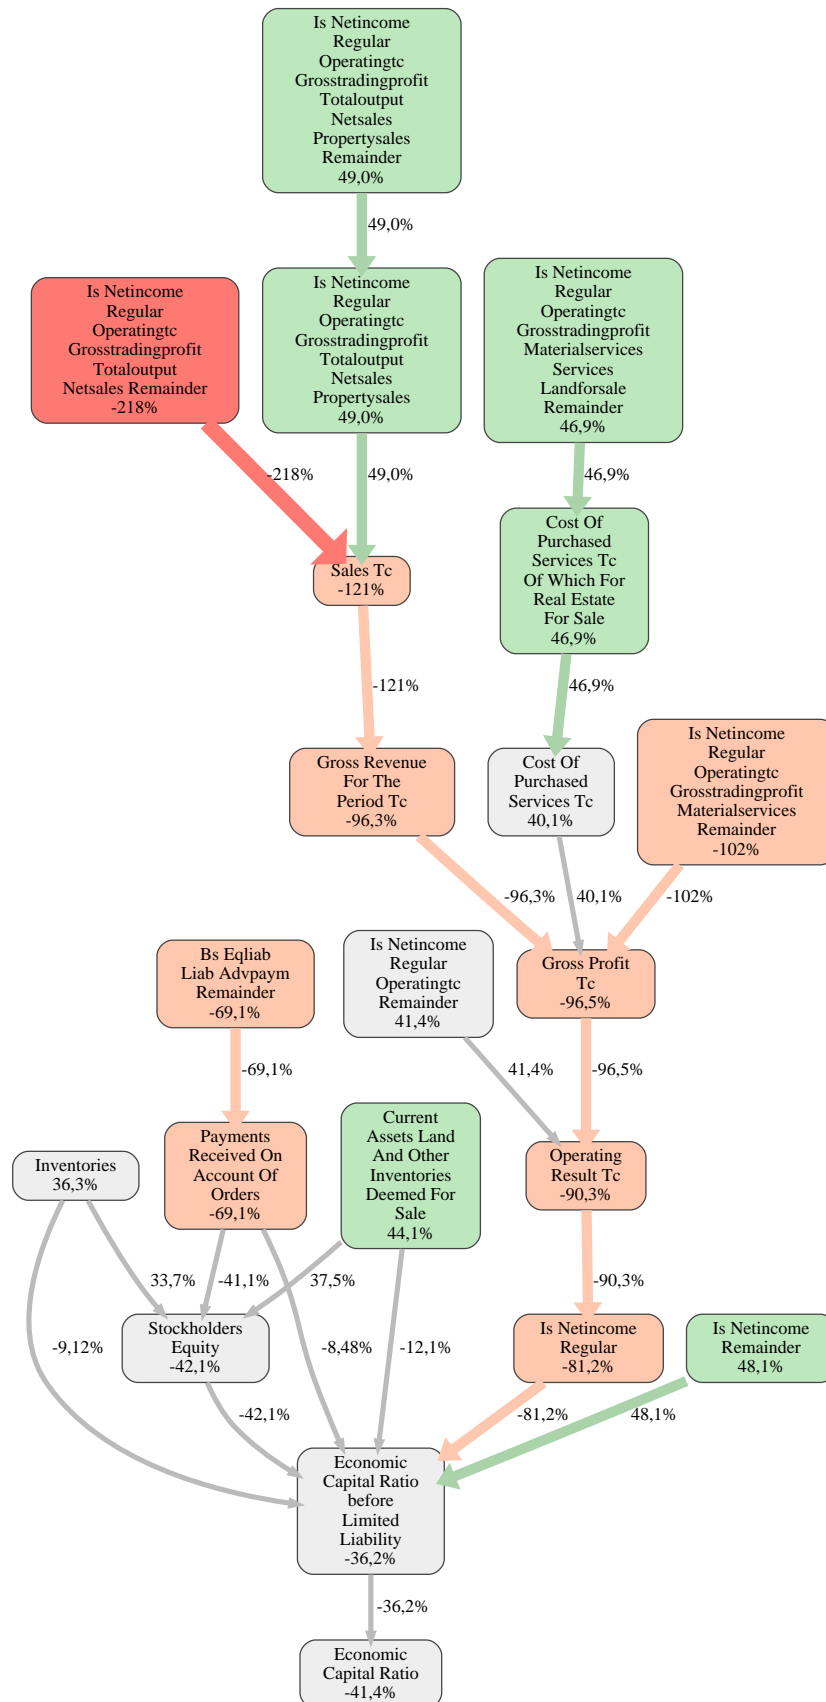 Is Netincome
Regular
Operatingtc
Grosstradingprofit
Totaloutput
Netsales
Propertysales
Remainder
49,0%
49,0%
Is Netincome
Regular
Operatingtc
Grosstradingprofit
Totaloutput
Netsales Remainder
-218%
Is Netincome
Regular
Operatingtc
Grosstradingprofit
Totaloutput
Netsales
Propertysales
49,0%
Is Netincome
Regular
Operatingtc
Grosstradingprofit
Materialservices
Services
Landforsale
Remainder
46,9%
-218%
49,0%
46,9%
Cost Of
Purchased
Services Tc
Of Which For
Real Estate
For Sale
46,9%
Sales Tc
-121%
-121%
46,9%
Gross Revenue
For The
Period Tc
-96,3%
Cost Of
Purchased
Services Tc
40,1%
Is Netincome
Regular
Operatingtc
Grosstradingprofit
Materialservices
Remainder
-102%
-96,3%
40,1%
-102%
Bs Eqliab
Liab Advpaym
Remainder
-69,1%
Is Netincome
Regular
Operatingtc
Remainder
41,4%
Gross Profit
Tc
-96,5%
-69,1%
41,4%
-96,5%
Inventories
36,3%
Payments
Received On
Account Of
Orders
-69,1%
Current
Assets Land
And Other
Inventories
Deemed For
Sale
44,1%
Operating
Result Tc
-90,3%
33,7%
-41,1%
37,5%
-90,3%
Stockholders
Equity
-42,1%
Is Netincome
Regular
-81,2%
Is Netincome
Remainder
48,1%
-9,12%
-8,48%
-12,1%
-42,1%
-81,2%
48,1%
Economic
Capital Ratio
before
Limited
Liability
-36,2%
-36,2%
Economic
Capital Ratio
-41,4%